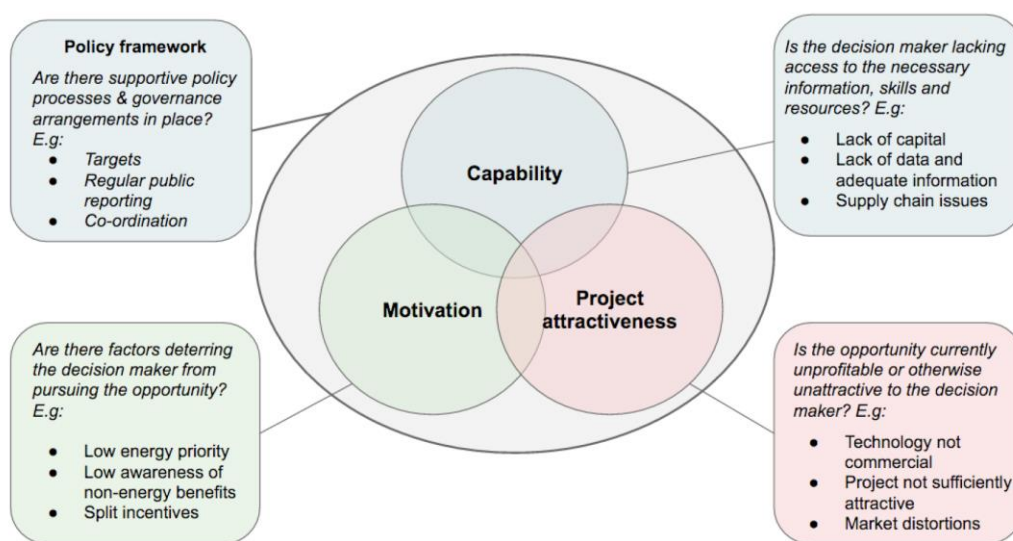 Policy framework
Are there supportive policy
processes & governance
arrangements in place?
E.g:
● Targets
● Regular public
reporting
● Co-ordination
Is the decision maker lacking
access to the necessary
information, skills and
resources? E.g:
● Lack of capital
● Lack of data and
adequate information
● Supply chain issues
Capability
Motivation
Project
attractiveness
Are there factors deterring
the decision maker from
pursuing the opportunity?
E.g:
● Low energy priority
● Low awareness of
non-energy benefits
● Split incentives
Is the opportunity currently
unprofitable or otherwise
unattractive to the decision
maker? E.g:
● Technology not
commercial
● Project not sufficiently
attractive
● Market distortions